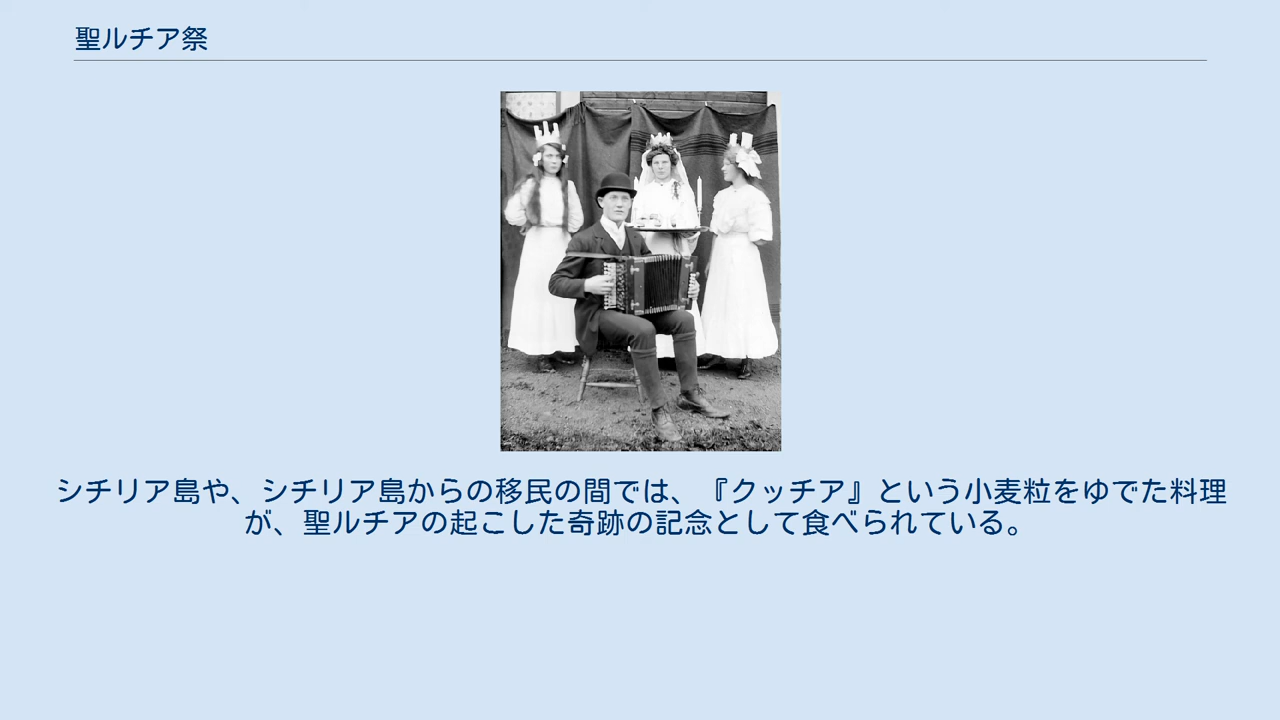 聖ルチア祭
シチリア島や、シチリア島からの移民の間では、『クッチア』という小麦粒をゆでた料理
が、聖ルチアの起こした奇跡の記念として食べられている。